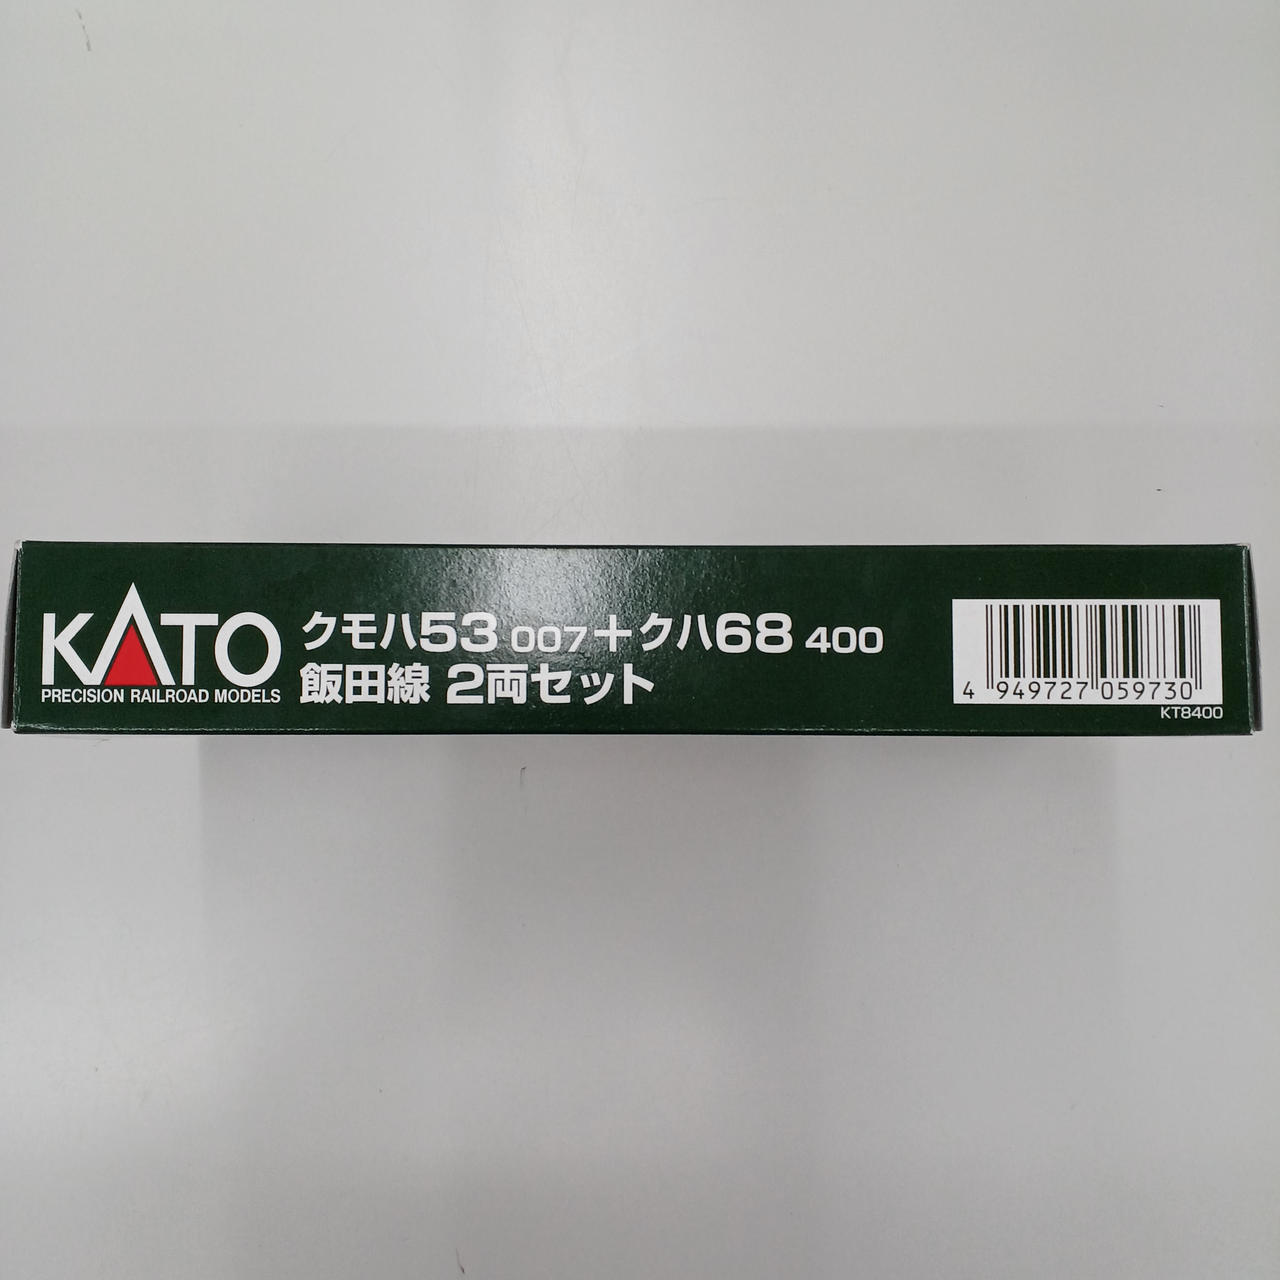 KATO
PRECISION RAILROAD MODELS
クモハ53 007+クハ68 400
飯田線 2両セット
4 949727 059730
KT8400